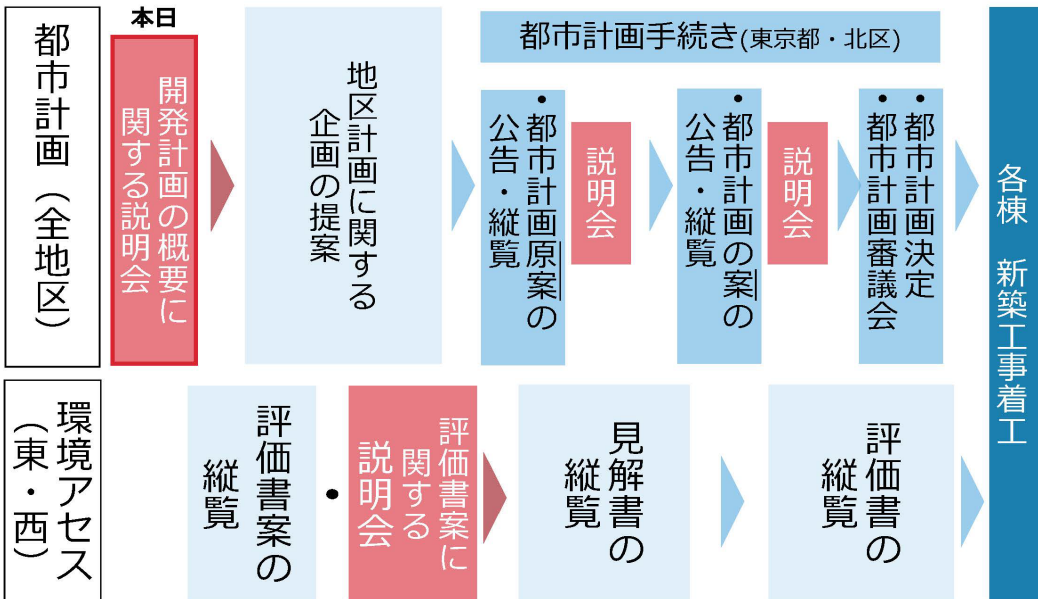 都市計画（全地区）
本日
開発計画の概要に
関する説明会
地区計画に関する
企画の提案
都市計画手続き(東京都・北区)
・都市計画原案の
公告・縦覧
説明会
・都市計画の案の
公告・縦覧
説明会
・都市計画決定
・都市計画審議会
各棟　新築工事着工
環境アセス
（東・西）
評価書案の
縦覧
・
評価書案に
関する
説明会
見解書の
縦覧
評価書の
縦覧